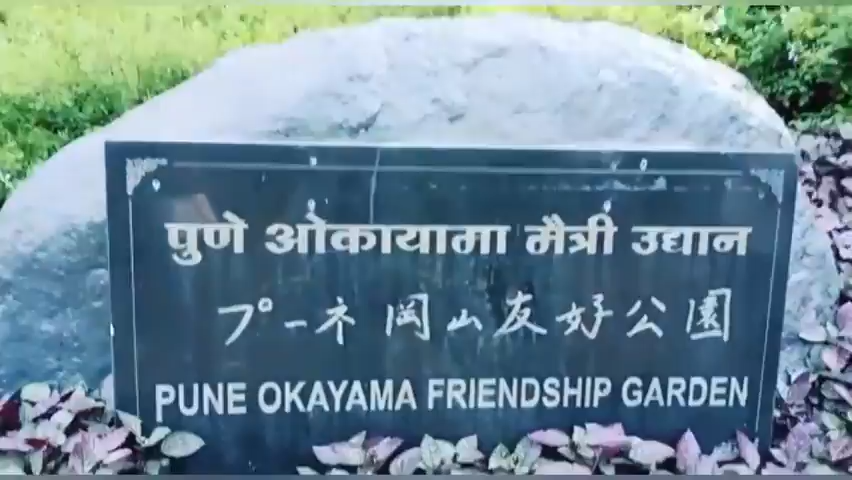 पुणे ओकायामा मैत्री उद्यान
プーネ 岡山友好公園
PUNE OKAYAMA FRIENDSHIP GARDEN